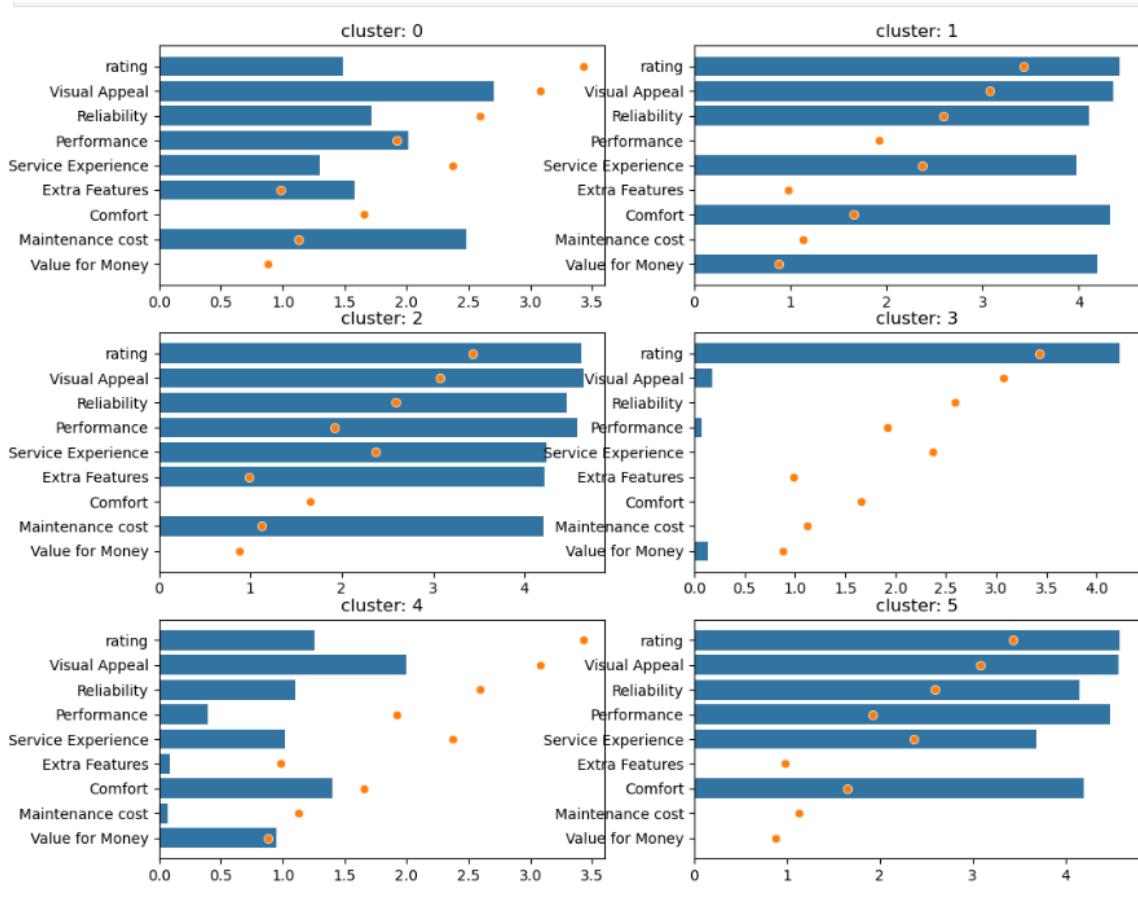 cluster: 0
rating
Visual Appeal
Reliability
Performance
Service Experience
Extra Features
Comfort
Maintenance cost
Value for Money
0.0 0.5 1.0 1.5 2.0 2.5 3.0 3.5
cluster: 1
rating
Visual Appeal
Reliability
Performance
Service Experience
Extra Features
Comfort
Maintenance cost
Value for Money
0 1 2 3 4
cluster: 2
rating
Visual Appeal
Reliability
Performance
Service Experience
Extra Features
Comfort
Maintenance cost
Value for Money
0 1 2 3 4
cluster: 3
rating
Visual Appeal
Reliability
Performance
Service Experience
Extra Features
Comfort
Maintenance cost
Value for Money
0.0 0.5 1.0 1.5 2.0 2.5 3.0 3.5 4.0
cluster: 4
rating
Visual Appeal
Reliability
Performance
Service Experience
Extra Features
Comfort
Maintenance cost
Value for Money
0.0 0.5 1.0 1.5 2.0 2.5 3.0 3.5
cluster: 5
rating
Visual Appeal
Reliability
Performance
Service Experience
Extra Features
Comfort
Maintenance cost
Value for Money
0 1 2 3 4